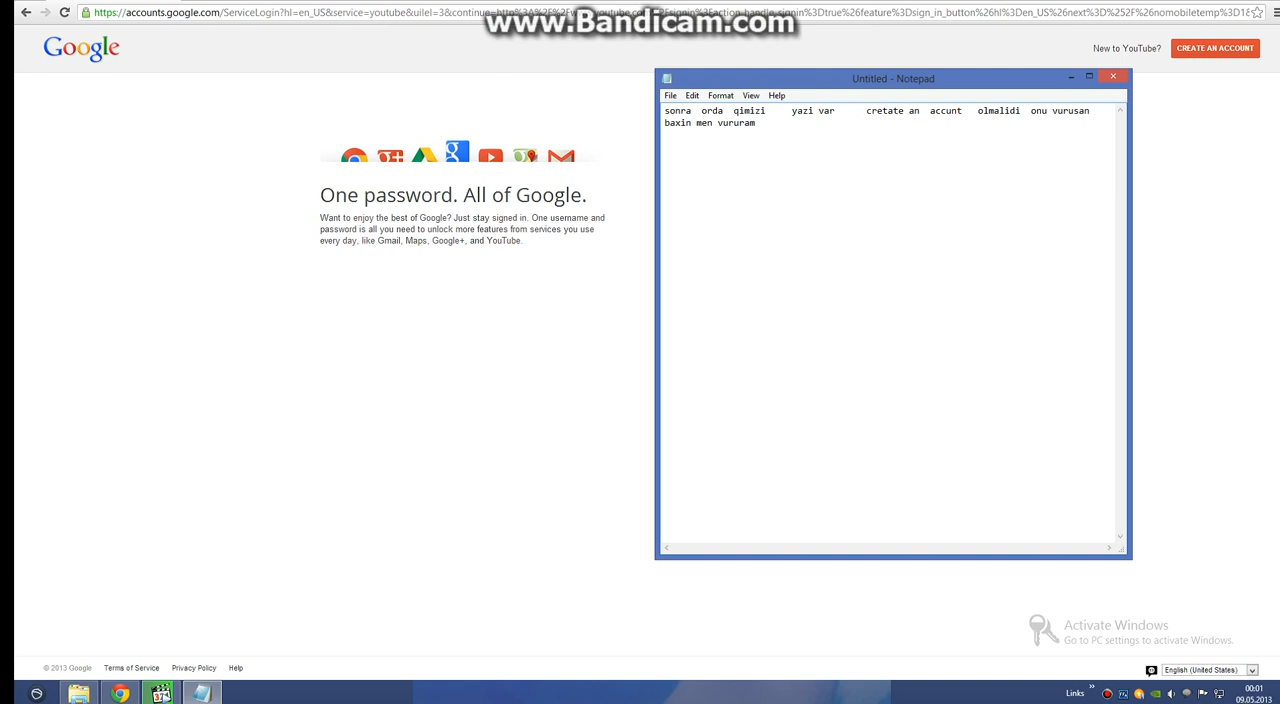 www.Bandicam.com
Google
New to YouTube?
CREATE AN ACCOUNT
Untitled - Notepad
File Edit Format View Help
sonra orda qimizi yazi var cretate an accunt olmalidi onu vurusan
baxin men vururam
One password. All of Google.
Want to enjoy the best of Google? Just stay signed in. One username and
password is all you need to unlock more features from services you use
every day, like Gmail, Maps, Google+, and YouTube.
Activate Windows
Go to PC settings to activate Windows.
© 2013 Google Terms of Service Privacy Policy Help
English (United States)
Links
00:01
09.05.2013